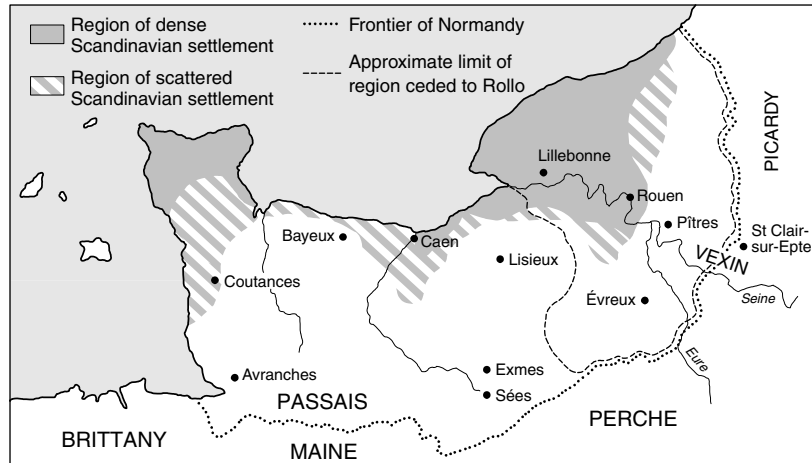 Region of dense
Scandinavian settlement
Region of scattered
Scandinavian settlement
Frontier of Normandy
Approximate limit of
region ceded to Rollo
PICARDY
Lillebonne
Rouen
Pîtres
St Clair-
sur-Epte
VEXIN
Bayeux
Caen
Lisieux
Coutances
Évreux
Seine
Eure
Avranches
Exmes
Sées
PASSAIS
PERCHE
BRITTANY
MAINE